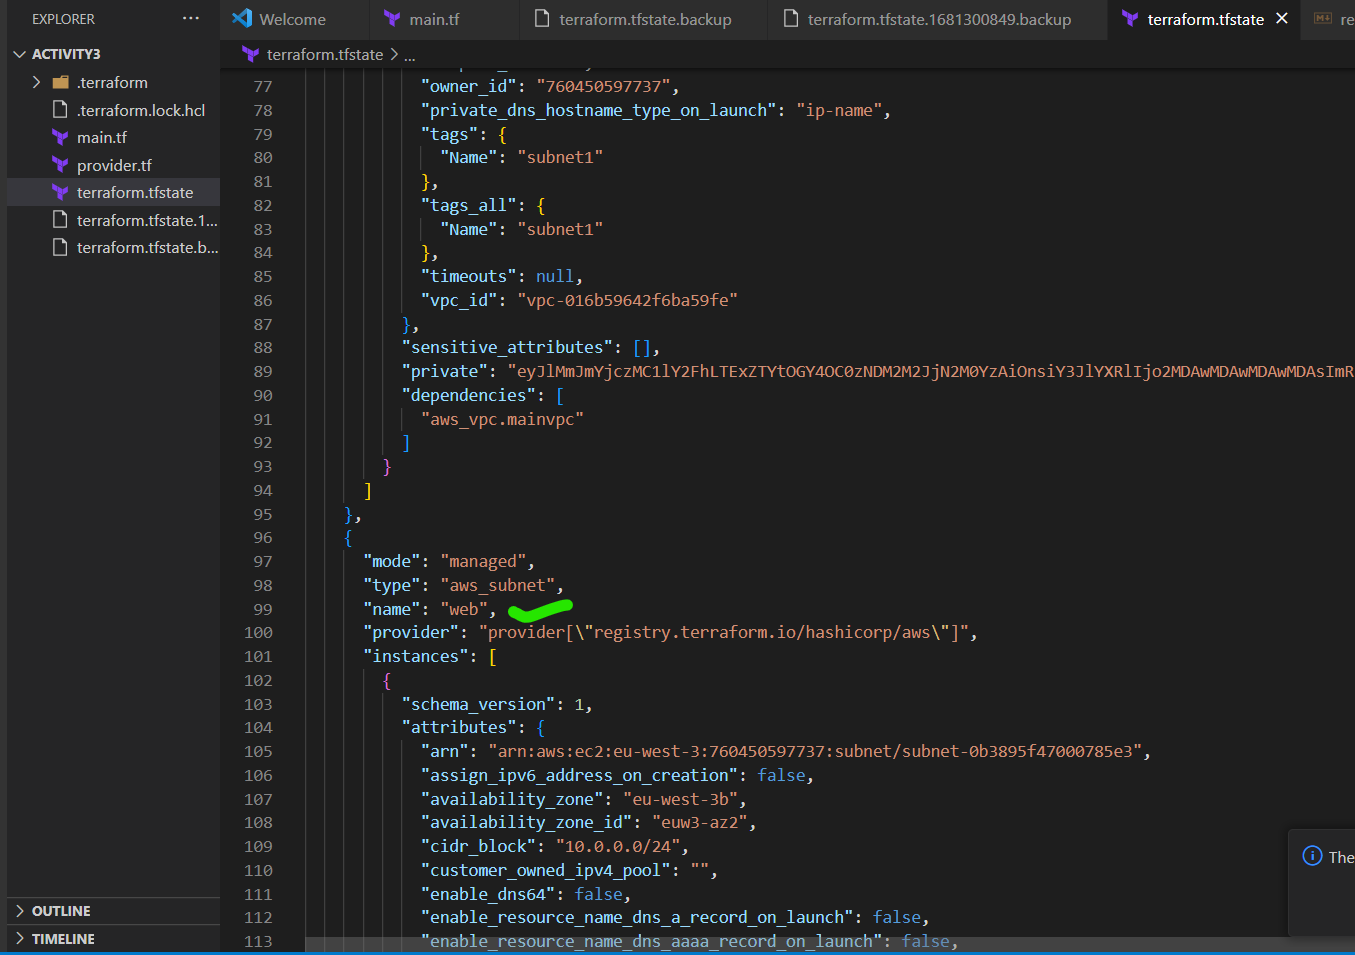 EXPLORER
Welcome
main.tf
terraform.tfstate.backup
terraform.tfstate.1681300849.backup
terraform.tfstate
ACTIVITY3
.terraform
.terraform.lock.hcl
main.tf
provider.tf
terraform.tfstate
terraform.tfstate.1...
terraform.tfstate.b...
OUTLINE
TIMELINE
terraform.tfstate > ...
77 "owner_id": "760450597737",
78 "private_dns_hostname_type_on_launch": "ip-name",
79 "tags": {
80 "Name": "subnet1"
81 },
82 "tags_all": {
83 "Name": "subnet1"
84 },
85 "timeouts": null,
86 "vpc_id": "vpc-016b59642f6ba59fe"
87 },
88 "sensitive_attributes": [],
89 "private":
90 "dependencies": [
91 "aws_vpc.mainvpc"
92 ]
93 }
94 ]
95 },
96 {
97 "mode": "managed",
98 "type": "aws_subnet",
99 "name": "web",
100 "provider": "provider[\"registry.terraform.io/hashicorp/aws\"]",
101 "instances": [
102 {
103 "schema_version": 1,
104 "attributes": {
105 "arn": "arn:aws:ec2:eu-west-3:760450597737:subnet/subnet-0b3895f47000785e3",
106 "assign_ipv6_address_on_creation": false,
107 "availability_zone": "eu-west-3b",
108 "availability_zone_id": "euw3-az2",
109 "cidr_block": "10.0.0.0/24",
110 "customer_owned_ipv4_pool": "",
111 "enable_dns64": false,
112 "enable_resource_name_dns_a_record_on_launch": false,
113 "enable_resource_name_dns_aaaa_record_on_launch": false,
The